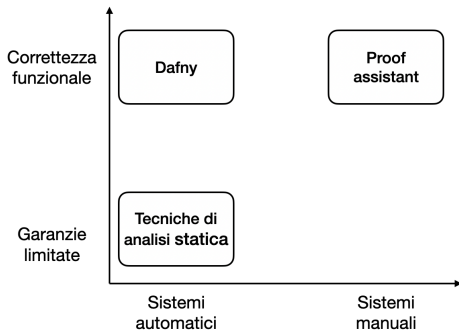 Correttezza
funzionale
Dafny
Proof
assistant
Garanzie
limitate
Tecniche di
analisi statica
Sistemi
automatici
Sistemi
manuali